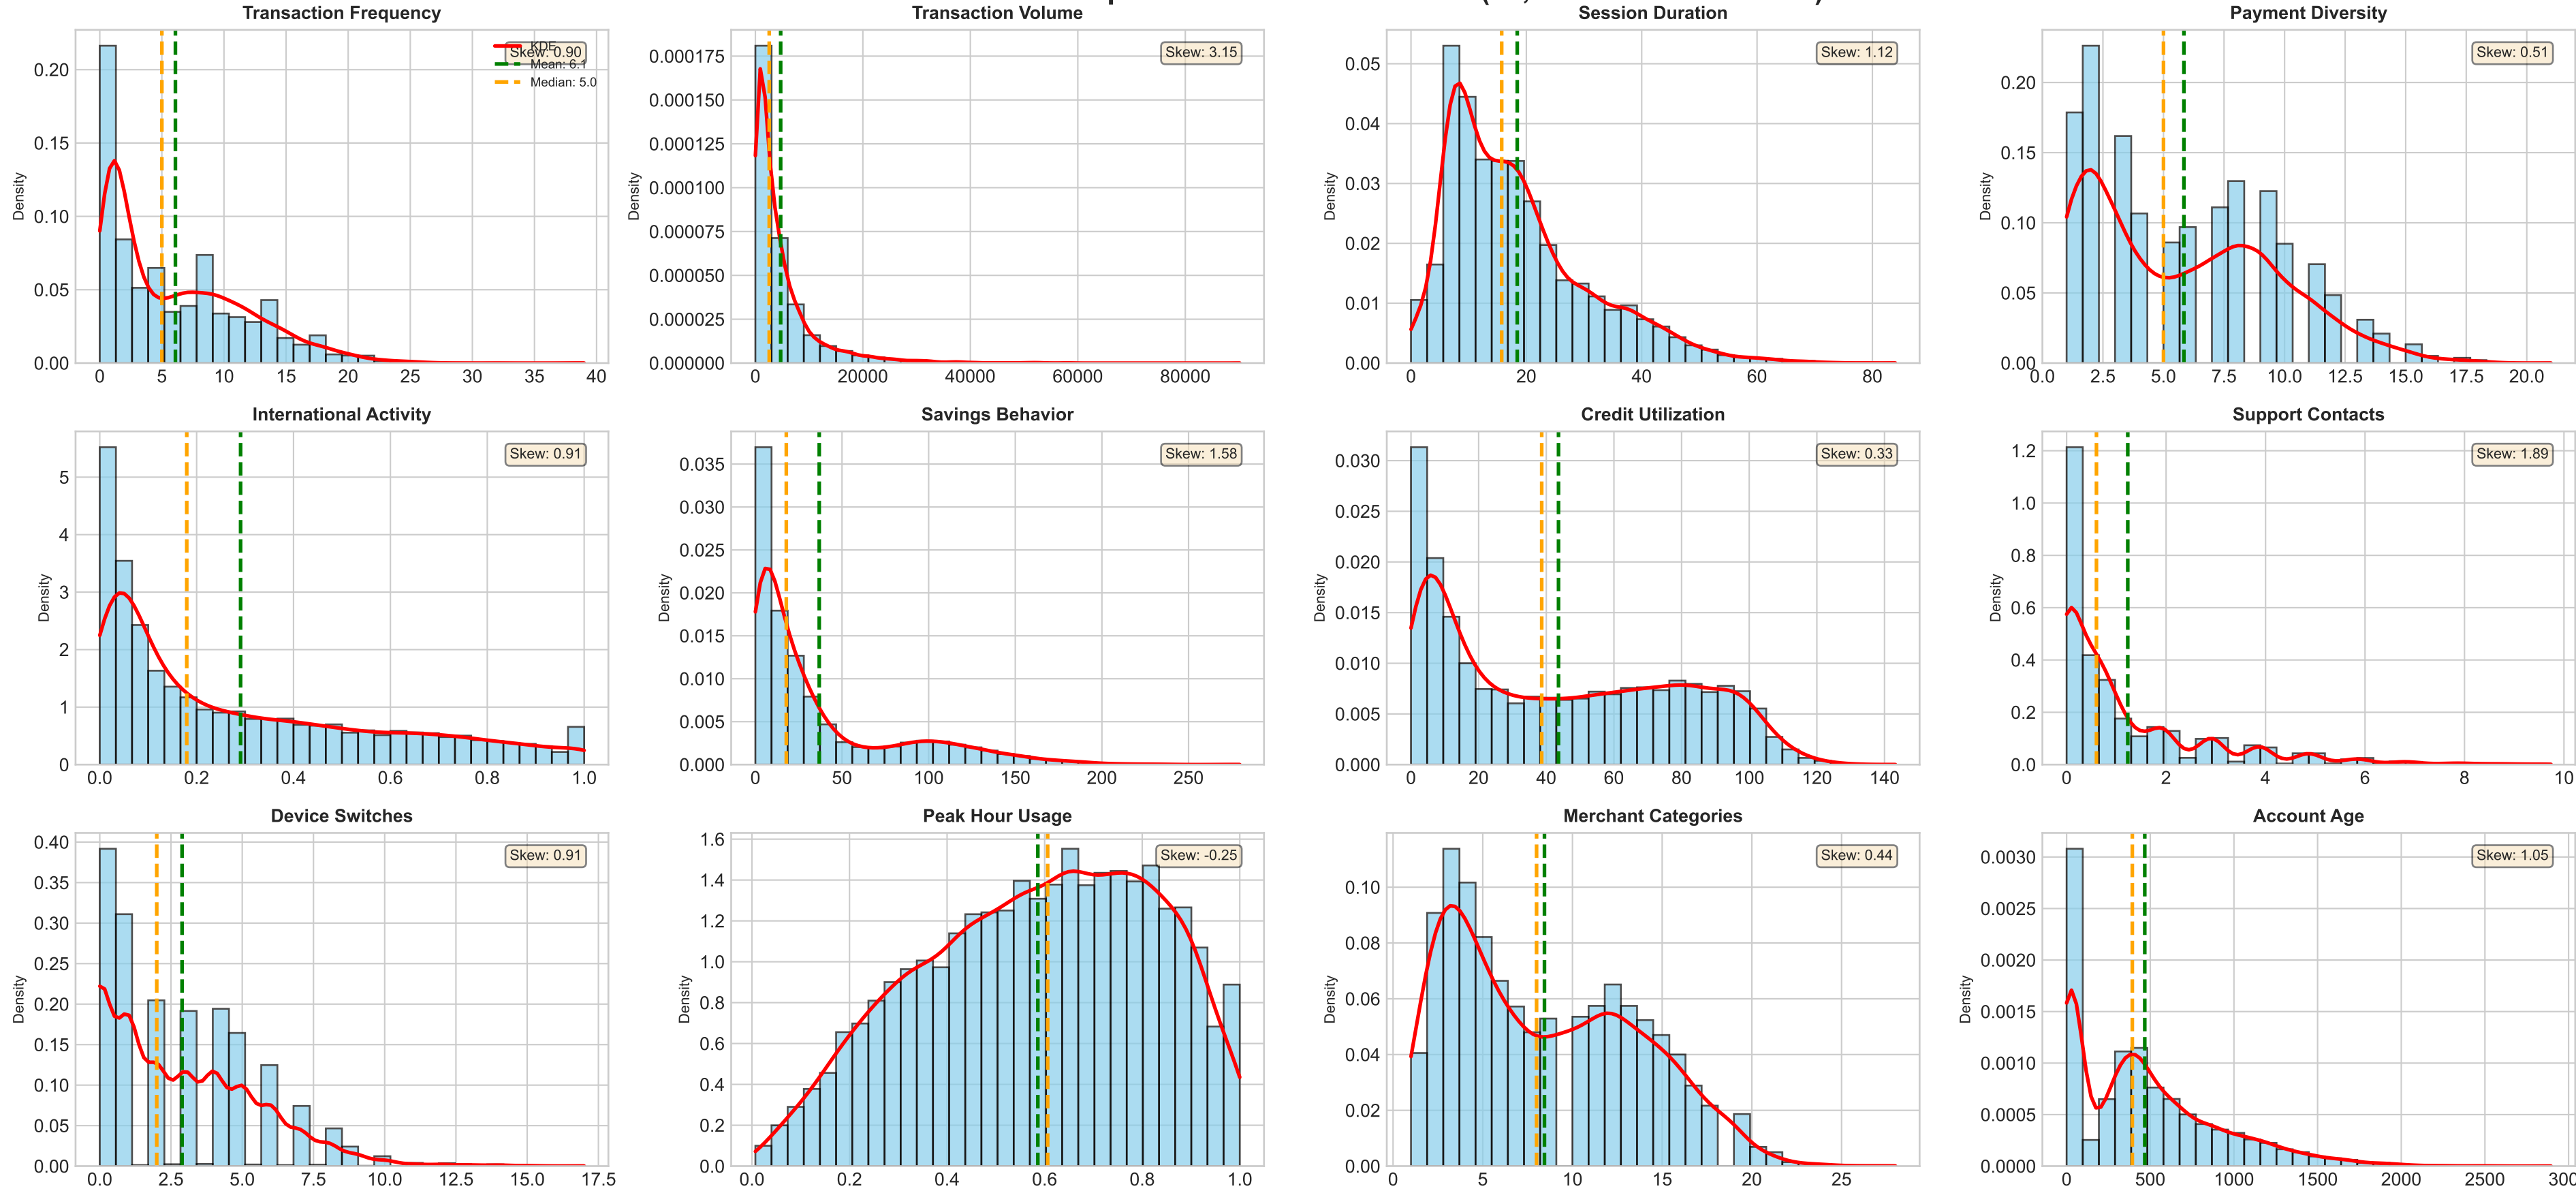 Transaction Frequency
Skew: 0.90
KDE
Mean: 6.1
Median: 5.0
Density
0.20
0.15
0.10
0.05
0.00
0 5 10 15 20 25 30 35 40
Transaction Volume
Skew: 3.15
Density
0.000175
0.000150
0.000125
0.000100
0.000075
0.000050
0.000025
0.000000
0 20000 40000 60000 80000
Session Duration
Skew: 1.12
Density
0.05
0.04
0.03
0.02
0.01
0.00
0 20 40 60 80
Payment Diversity
Skew: 0.51
Density
0.20
0.15
0.10
0.05
0.00
0.0 2.5 5.0 7.5 10.0 12.5 15.0 17.5 20.0
International Activity
Skew: 0.91
Density
5
4
3
2
1
0
0.0 0.2 0.4 0.6 0.8 1.0
Savings Behavior
Skew: 1.58
Density
0.035
0.030
0.025
0.020
0.015
0.010
0.005
0.000
0 50 100 150 200 250
Credit Utilization
Skew: 0.33
Density
0.030
0.025
0.020
0.015
0.010
0.005
0.000
0 20 40 60 80 100 120 140
Support Contacts
Skew: 1.89
Density
1.2
1.0
0.8
0.6
0.4
0.2
0.0
0 2 4 6 8 10
Device Switches
Skew: 0.91
Density
0.40
0.35
0.30
0.25
0.20
0.15
0.10
0.05
0.00
0.0 2.5 5.0 7.5 10.0 12.5 15.0 17.5
Peak Hour Usage
Skew: -0.25
Density
1.6
1.4
1.2
1.0
0.8
0.6
0.4
0.2
0.0
0.0 0.2 0.4 0.6 0.8 1.0
Merchant Categories
Skew: 0.44
Density
0.10
0.08
0.06
0.04
0.02
0.00
0 5 10 15 20 25
Account Age
Skew: 1.05
Density
0.0030
0.0025
0.0020
0.0015
0.0010
0.0005
0.0000
0 500 1000 1500 2000 2500